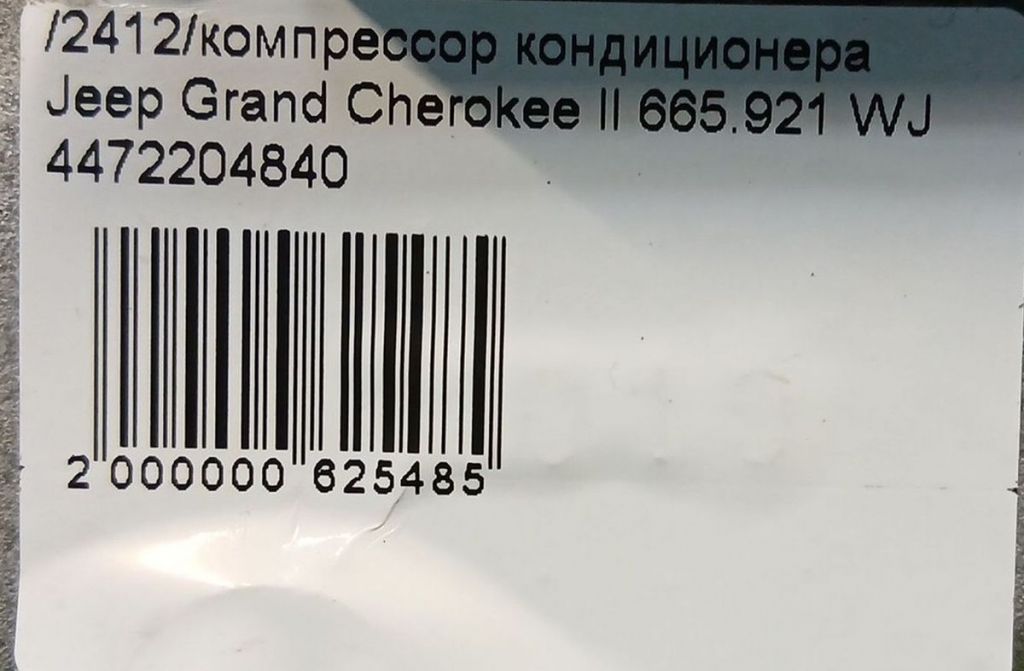 /2412/компрессор кондиционера
Jeep Grand Cherokee II 665.921 WJ
4472204840
2 000000 625485